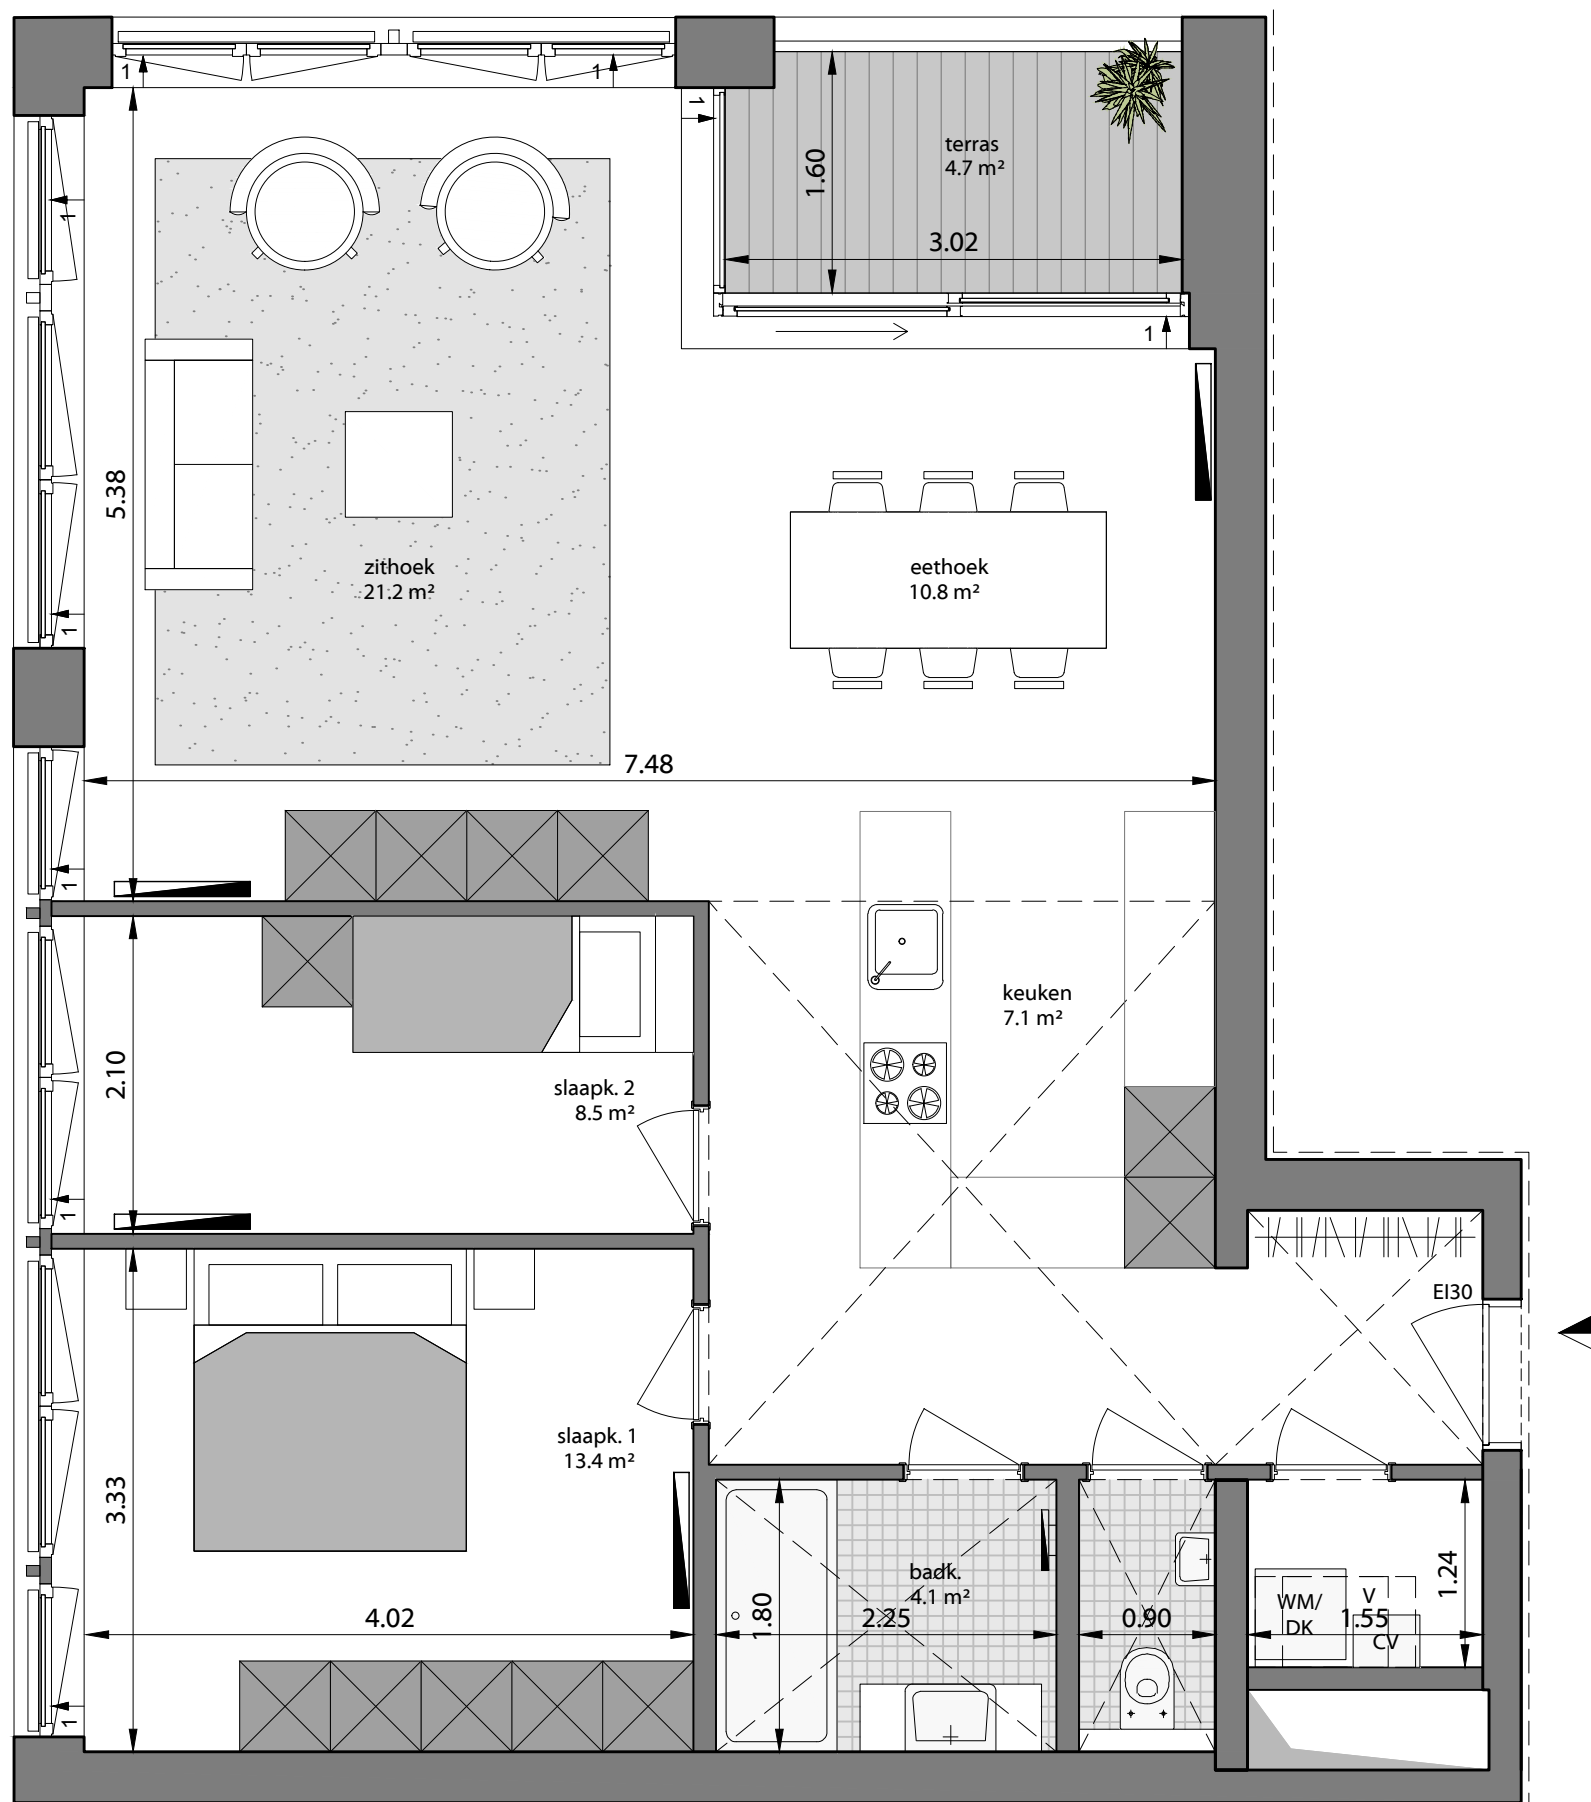 1
1
1
terras
4.7 m²
1.60
3.02
1
1
5.38
zithoek
21.2 m²
eethoek
10.8 m²
1
7.48
1
keuken
7.1 m²
2.10
slaapk. 2
8.5 m²
1
EI30
slaapk. 1
13.4 m²
3.33
4.02
badk.
4.1 m²
1.80
2.25
0.90
WM/
DK
V
CV
1.55
1.24
1